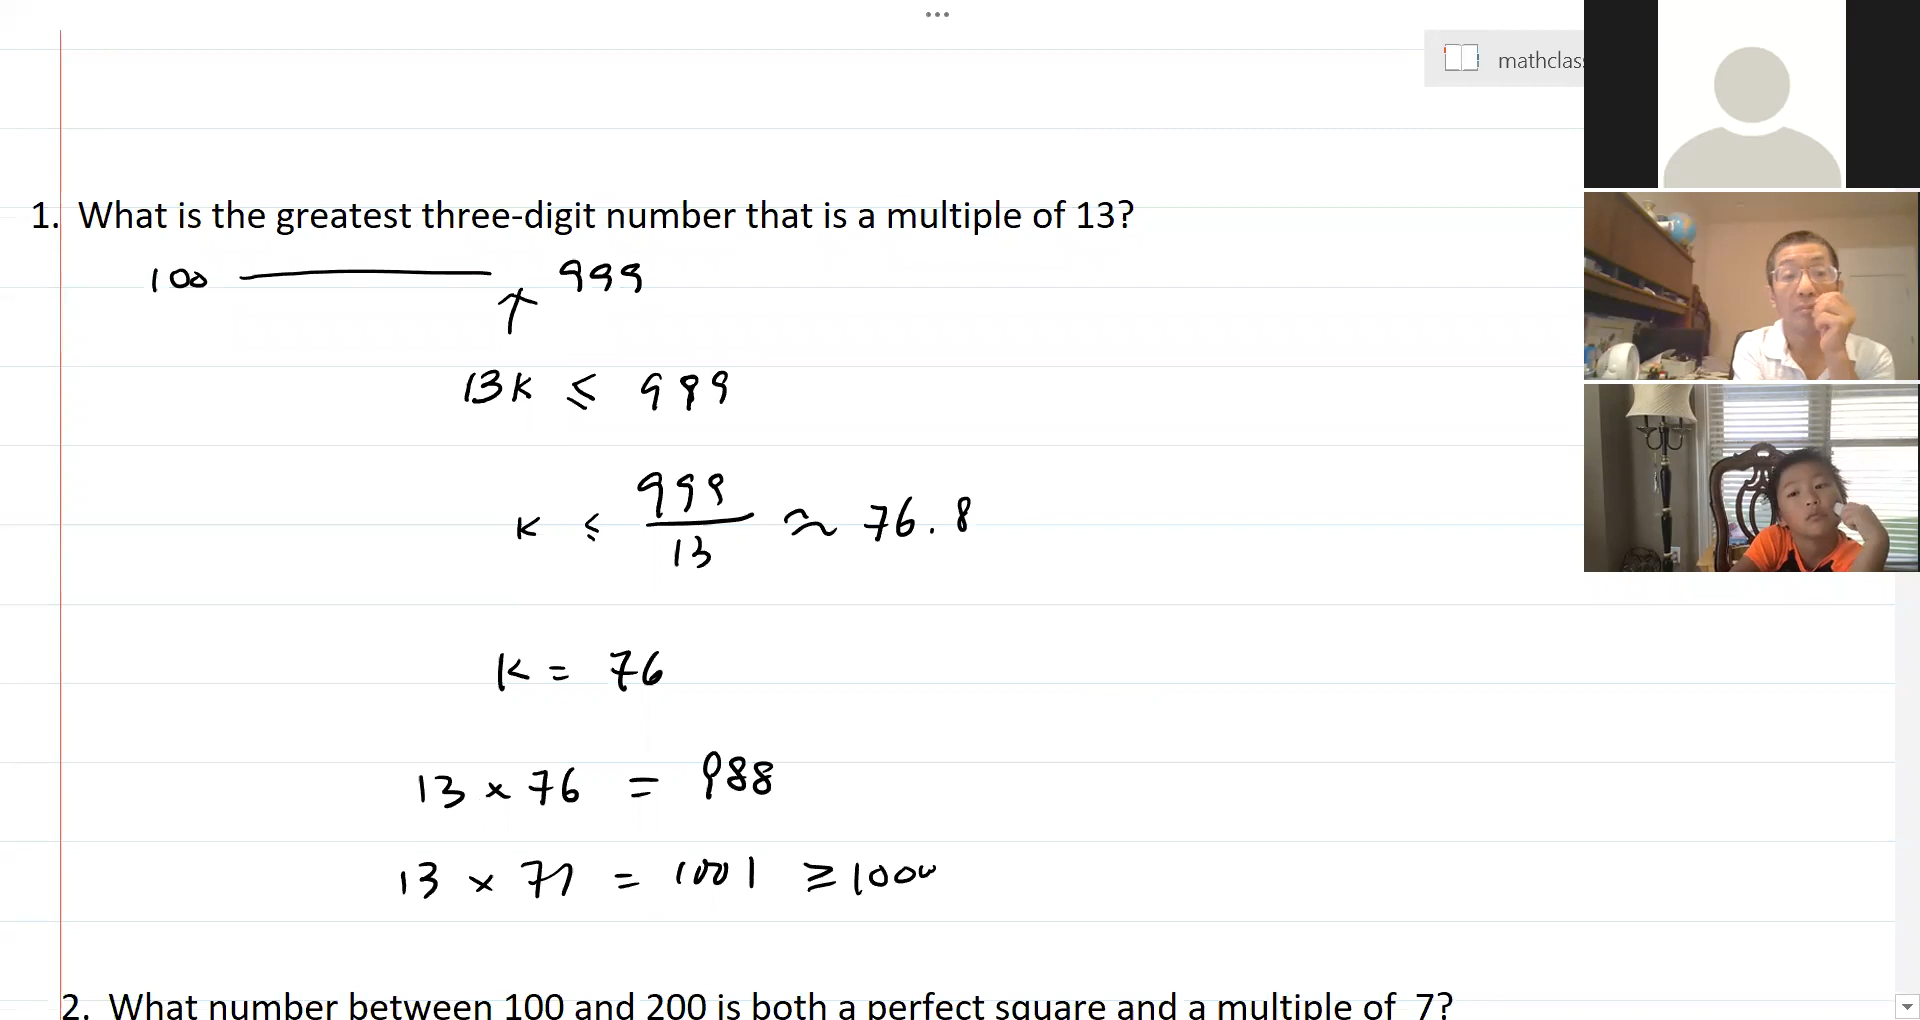 mathclas
1. What is the greatest three-digit number that is a multiple of 13?
100 999
13K ≤ 999
K ≤ 999/13 ≈ 76.8
K = 76
13 × 76 = 988
13 × 77 = 1001 ≥ 1000
2. What number between 100 and 200 is both a perfect square and a multiple of 7?